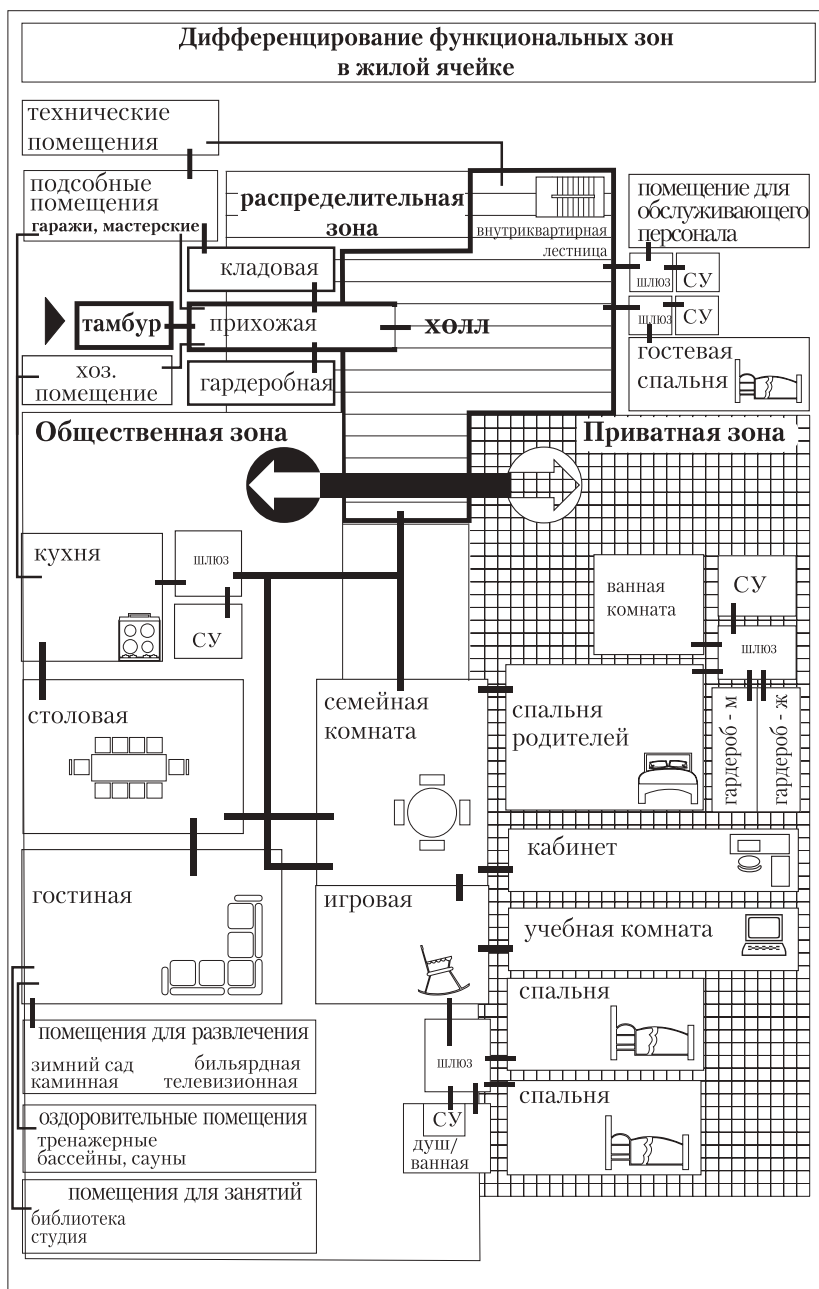 Дифференцирование функциональных зон
в жилой ячейке
технические
помещения
подсобные
помещения
гаражи, мастерские
распределительная
зона
внутриквартирная
лестница
помещение для
обслуживающего
персонала
кладовая
шлюз
СУ
тамбур
прихожая
холл
шлюз
СУ
хоз.
помещение
гардеробная
гостевая
спальня
Общественная зона
Приватная зона
кухня
шлюз
СУ
ванная
комната
СУ
шлюз
столовая
семейная
комната
спальня
родителей
гардероб - м
гардероб - ж
кабинет
гостиная
игровая
учебная комната
спальня
помещения для развлечения
зимний сад
бильярдная
каминная
телевизионная
шлюз
оздоровительные помещения
тренажерные
бассейны, сауны
СУ
душ/
ванная
спальня
помещения для занятий
библиотека
студия